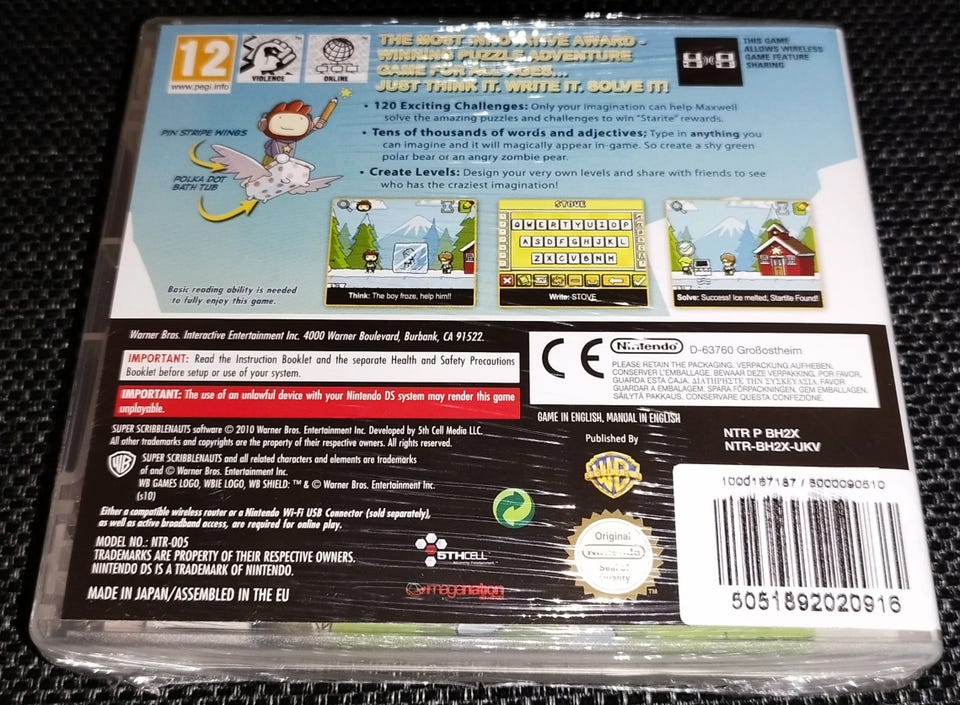 12
www.pegi.info
VIOLENCE
ONLINE
THE MOST INNOVATIVE AWARD-
WINNING PUZZLE ADVENTURE
GAME FOR ALL AGES...
JUST THINK IT. WRITE IT. SOLVE IT!
THIS GAME
ALLOWS WIRELESS
GAME FEATURE
SHARING
• 120 Exciting Challenges: Only your imagination can help Maxwell
solve the amazing puzzles and challenges to win "Starite" rewards.
• Tens of thousands of words and adjectives; Type in anything you
can imagine and it will magically appear in-game. So create a shy green
polar bear or an angry zombie pear.
• Create Levels: Design your very own levels and share with friends to see
who has the craziest imagination!
PIN STRIPE WINGS
POLKA DOT
BATH TUB
Basic reading ability is needed
to fully enjoy this game.
Think: The boy froze, help him!!
STOVE
QWERTYUIOP
ASDFGHJKL
ZXCVBNM
Write: STOVE
Solve: Success! Ice melted, Startite Found!
Warner Bros. Interactive Entertainment Inc. 4000 Warner Boulevard, Burbank, CA 91522.
IMPORTANT: Read the Instruction Booklet and the separate Health and Safety Precautions
Booklet before setup or use of your system.
IMPORTANT: The use of an unlawful device with your Nintendo DS system may render this game
unplayable.
CE
Nintendo
D-63760 Großostheim
PLEASE RETAIN THE PACKAGING. VERPACKUNG AUFHEBEN.
CONSERVER L'EMBALLAGE. BEWAAR DEZE VERPAKKING. POR FAVOR,
GUARDA ESTA CAJA. ΔΙΑΤΗΡΕΙΣΤΕ ΤΗΝ ΣΥΣΚΕΥΑΣΙΑ. FAVOR
GUARDAR A EMBALAGEM. SPARA FÖRPACKNINGEN. GEM EMBALLAGEN.
SÄILYTÄ PAKKAUS. CONSERVARE QUESTA CONFEZIONE.
GAME IN ENGLISH, MANUAL IN ENGLISH
SUPER SCRIBBLENAUTS software © 2010 Warner Bros. Entertainment Inc. Developed by 5th Cell Media LLC.
All other trademarks and copyrights are the property of their respective owners. All rights reserved.
WB
SUPER SCRIBBLENAUTS and all related characters and elements are trademarks
of and © Warner Bros. Entertainment Inc.
WB GAMES LOGO, WBIE LOGO, WB SHIELD: ™ & © Warner Bros. Entertainment Inc.
(s10)
Either a compatible wireless router or a Nintendo Wi-Fi USB Connector (sold separately),
as well as active broadband access, are required for online play.
MODEL NO.: NTR-005
TRADEMARKS ARE PROPERTY OF THEIR RESPECTIVE OWNERS.
NINTENDO DS IS A TRADEMARK OF NINTENDO.
MADE IN JAPAN/ASSEMBLED IN THE EU
5TH CELL
imagenation
Published By
WB GAMES
Original
Nintendo
Seal of
Quality
TM
NTR P BH2X
NTR-BH2X-UKV
1000167187 / 5000090510
5051892020916